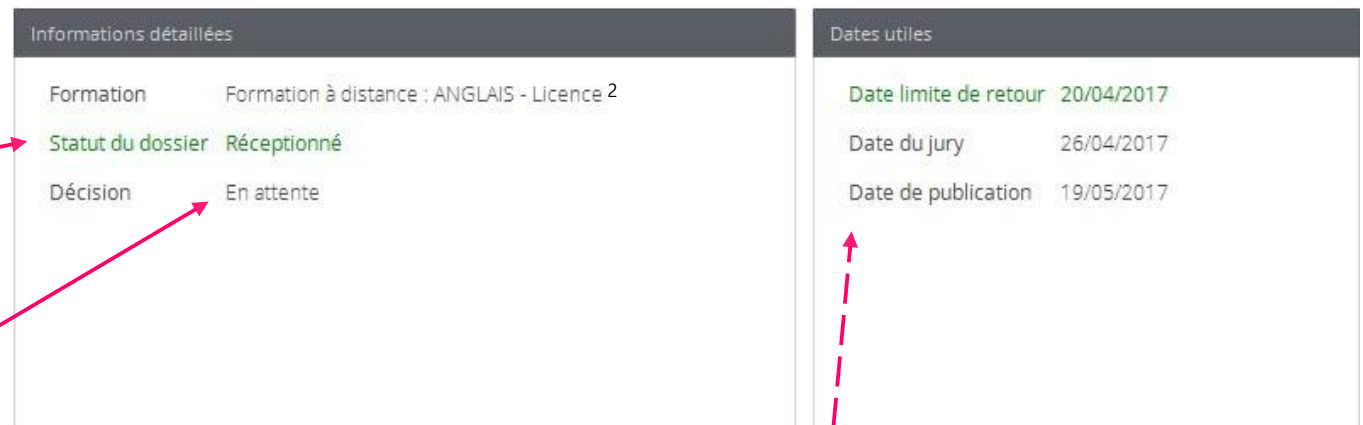 Informations détaillées
Formation Formation à distance : ANGLAIS - Licence 2
Statut du dossier Réceptionné
Décision En attente
Dates utiles
Date limite de retour 20/04/2017
Date du jury 26/04/2017
Date de publication 19/05/2017